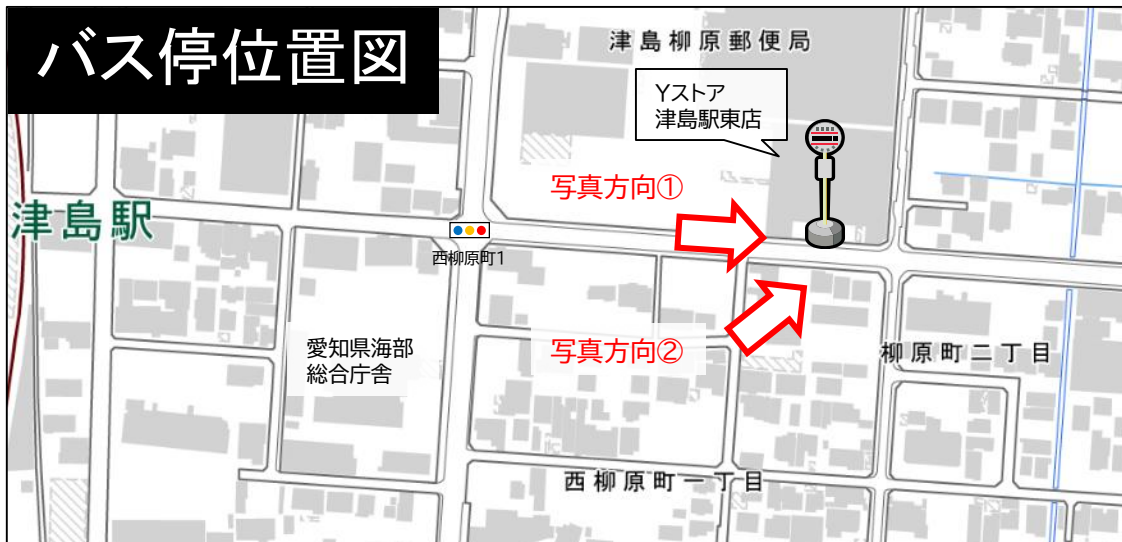 バス停位置図
津島柳原郵便局
Yストア
津島駅東店
写真方向①
津島駅
西柳原町1
愛知県海部
総合庁舎
写真方向②
柳原町二丁目
西柳原町一丁目